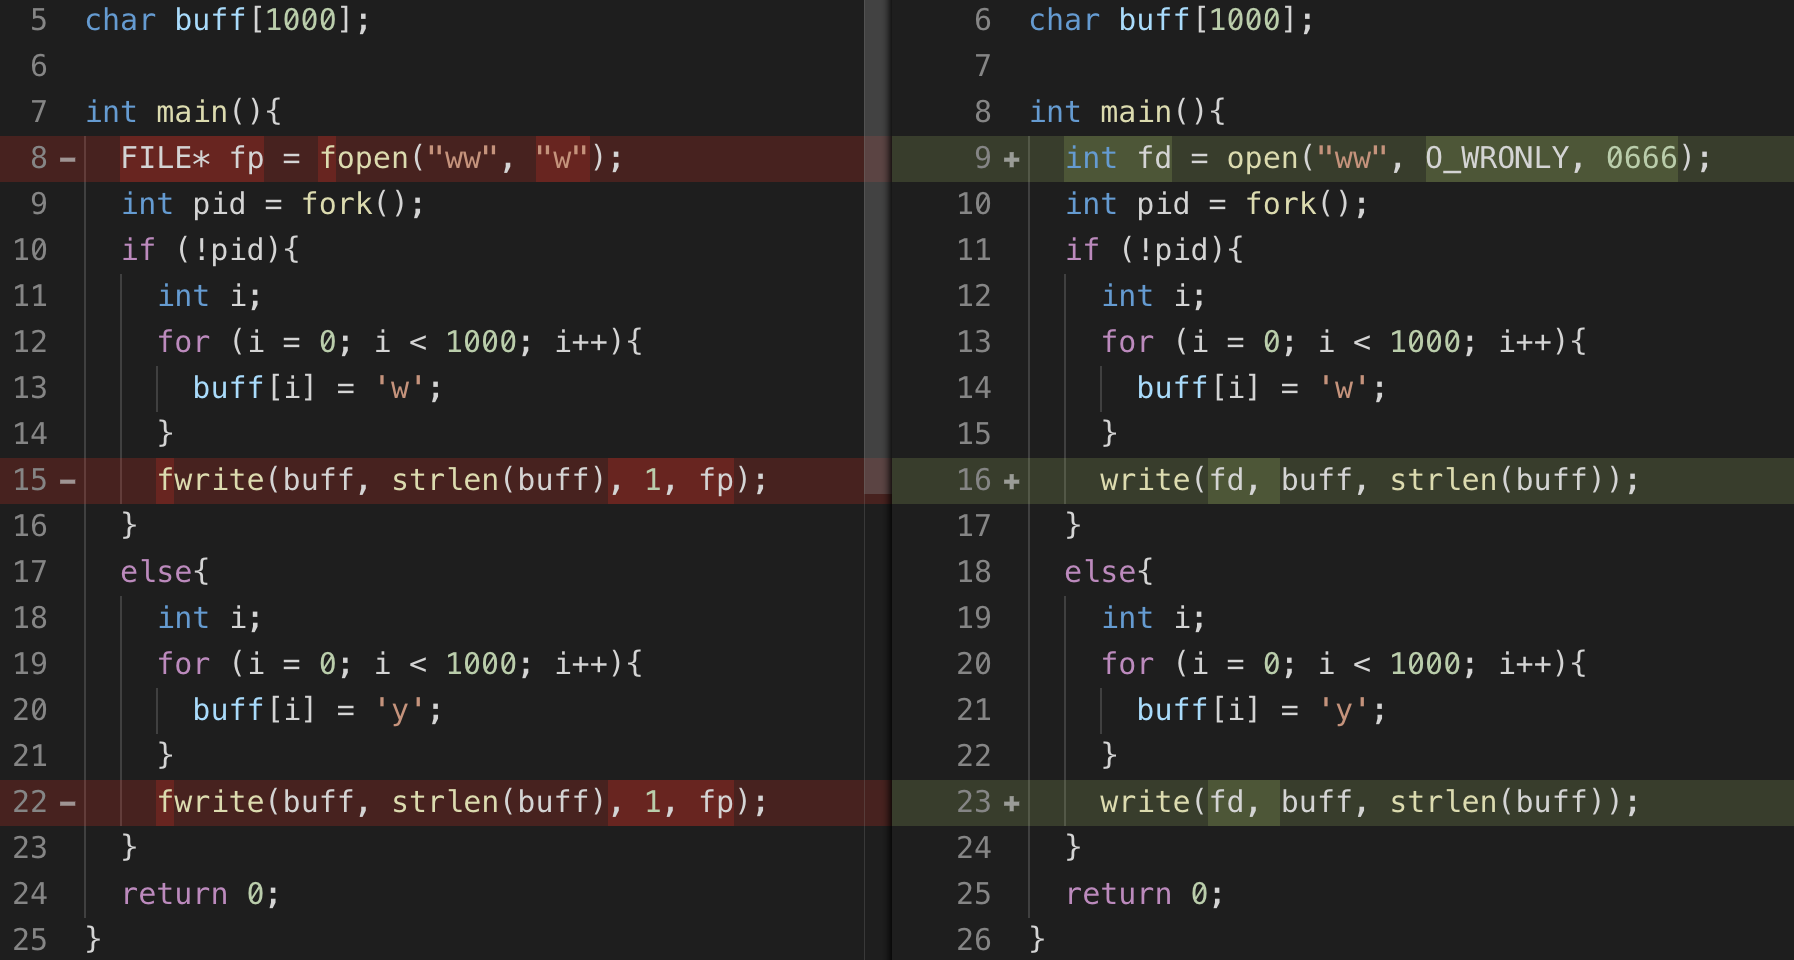 5 char buff[1000];
6
7 int main(){
8 − FILE* fp = fopen("ww", "w");
9 int pid = fork();
10 if (!pid){
11 int i;
12 for (i = 0; i < 1000; i++){
13 buff[i] = 'w';
14 }
15 − fwrite(buff, strlen(buff), 1, fp);
16 }
17 else{
18 int i;
19 for (i = 0; i < 1000; i++){
20 buff[i] = 'y';
21 }
22 − fwrite(buff, strlen(buff), 1, fp);
23 }
24 return 0;
25 }
6 char buff[1000];
7
8 int main(){
9 + int fd = open("ww", O_WRONLY, 0666);
10 int pid = fork();
11 if (!pid){
12 int i;
13 for (i = 0; i < 1000; i++){
14 buff[i] = 'w';
15 }
16 + write(fd, buff, strlen(buff));
17 }
18 else{
19 int i;
20 for (i = 0; i < 1000; i++){
21 buff[i] = 'y';
22 }
23 + write(fd, buff, strlen(buff));
24 }
25 return 0;
26 }